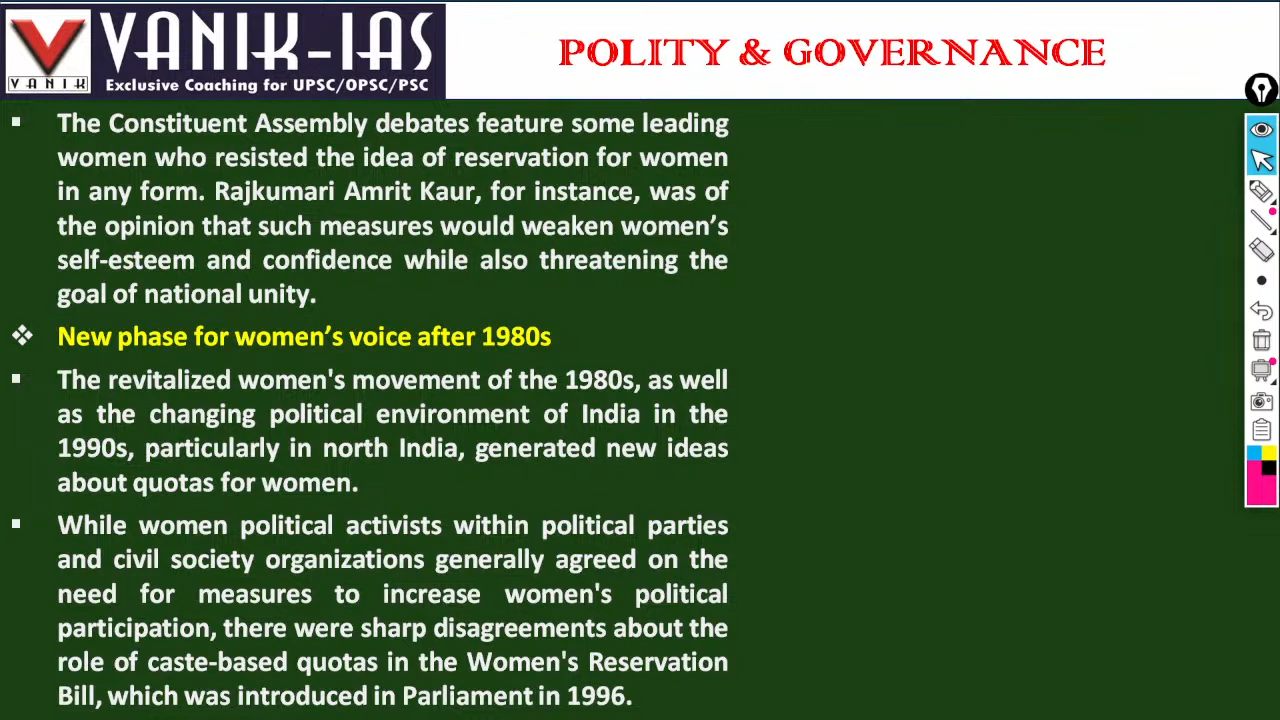 VANIK-IAS
VANIK
Exclusive Coaching for UPSC/OPSC/PSC
POLITY & GOVERNANCE
▪ The Constituent Assembly debates feature some leading
women who resisted the idea of reservation for women
in any form. Rajkumari Amrit Kaur, for instance, was of
the opinion that such measures would weaken women’s
self-esteem and confidence while also threatening the
goal of national unity.
❖ New phase for women’s voice after 1980s
▪ The revitalized women's movement of the 1980s, as well
as the changing political environment of India in the
1990s, particularly in north India, generated new ideas
about quotas for women.
▪ While women political activists within political parties
and civil society organizations generally agreed on the
need for measures to increase women's political
participation, there were sharp disagreements about the
role of caste-based quotas in the Women's Reservation
Bill, which was introduced in Parliament in 1996.